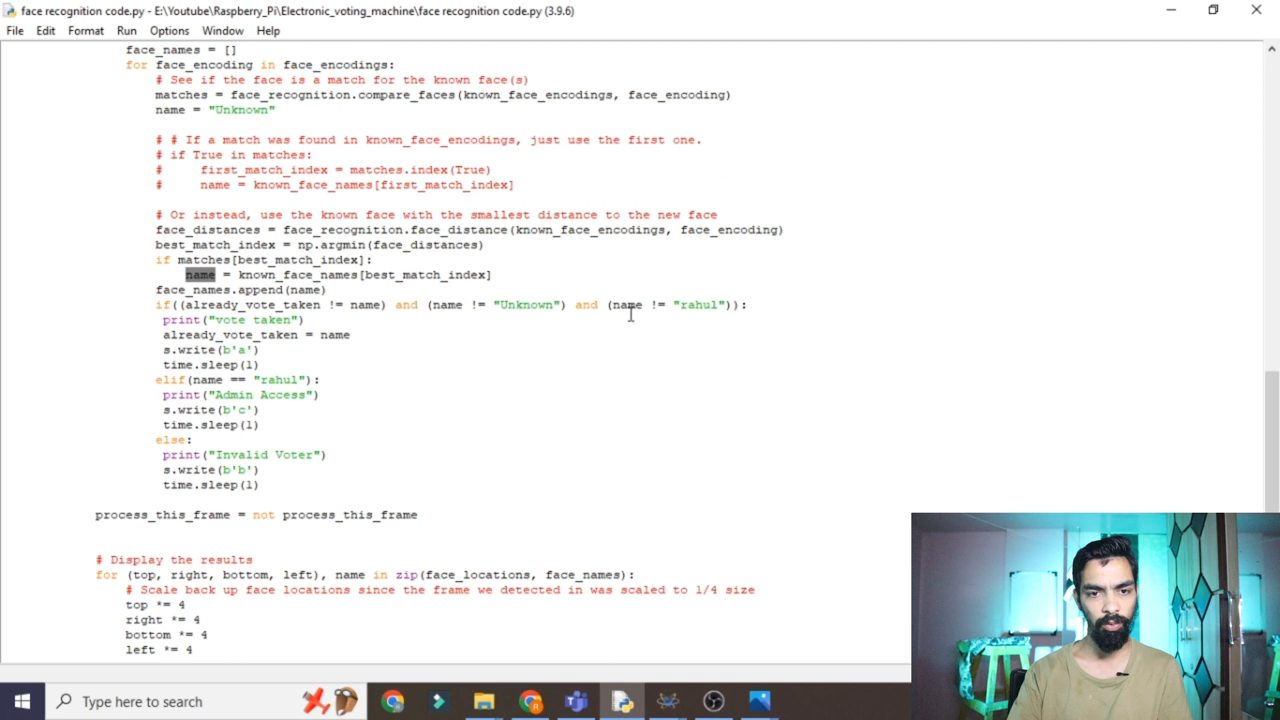 face recognition code.py - E:\Youtube\Raspberry_Pi\Electronic_voting_machine\face recognition code.py (3.9.6)
File Edit Format Run Options Window Help
face_names = []
for face_encoding in face_encodings:
# See if the face is a match for the known face(s)
matches = face_recognition.compare_faces(known_face_encodings, face_encoding)
name = "Unknown"
# # If a match was found in known_face_encodings, just use the first one.
# if True in matches:
#     first_match_index = matches.index(True)
#     name = known_face_names[first_match_index]
# Or instead, use the known face with the smallest distance to the new face
face_distances = face_recognition.face_distance(known_face_encodings, face_encoding)
best_match_index = np.argmin(face_distances)
if matches[best_match_index]:
name = known_face_names[best_match_index]
face_names.append(name)
if((already_vote_taken != name) and (name != "Unknown") and (name != "rahul")):
print("vote taken")
already_vote_taken = name
s.write(b'a')
time.sleep(1)
elif(name == "rahul"):
print("Admin Access")
s.write(b'c')
time.sleep(1)
else:
print("Invalid Voter")
s.write(b'b')
time.sleep(1)
process_this_frame = not process_this_frame
# Display the results
for (top, right, bottom, left), name in zip(face_locations, face_names):
# Scale back up face locations since the frame we detected in was scaled to 1/4 size
top *= 4
right *= 4
bottom *= 4
left *= 4
Type here to search